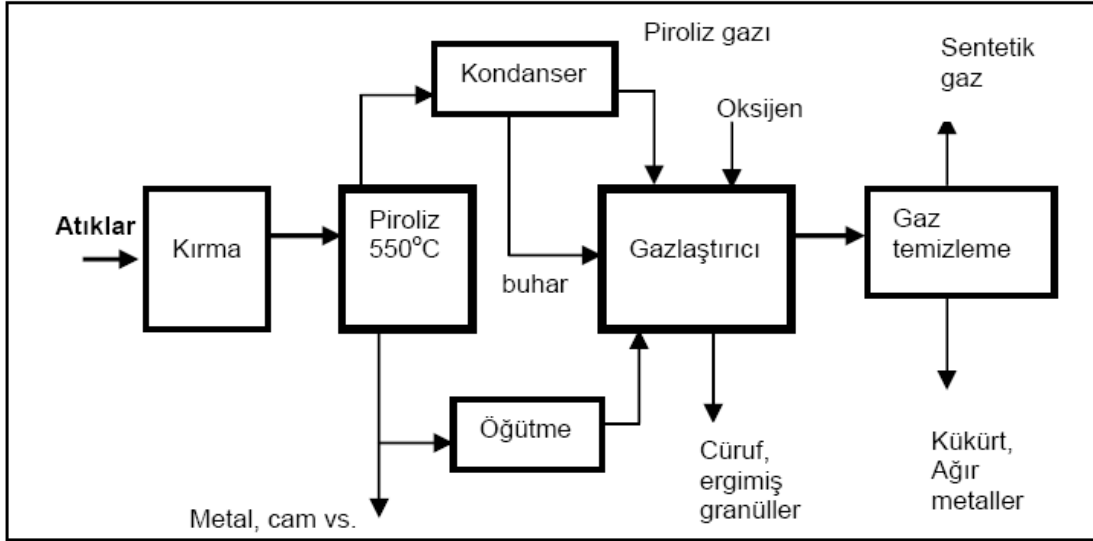 Piroliz gazı
Sentetik
gaz
Kondanser
Oksijen
Atıklar
Kırma
Piroliz
550°C
Gazlaştırıcı
Gaz
temizleme
buhar
Öğütme
Cüruf,
ergimiş
granüller
Kükürt,
Ağır
metaller
Metal, cam vs.